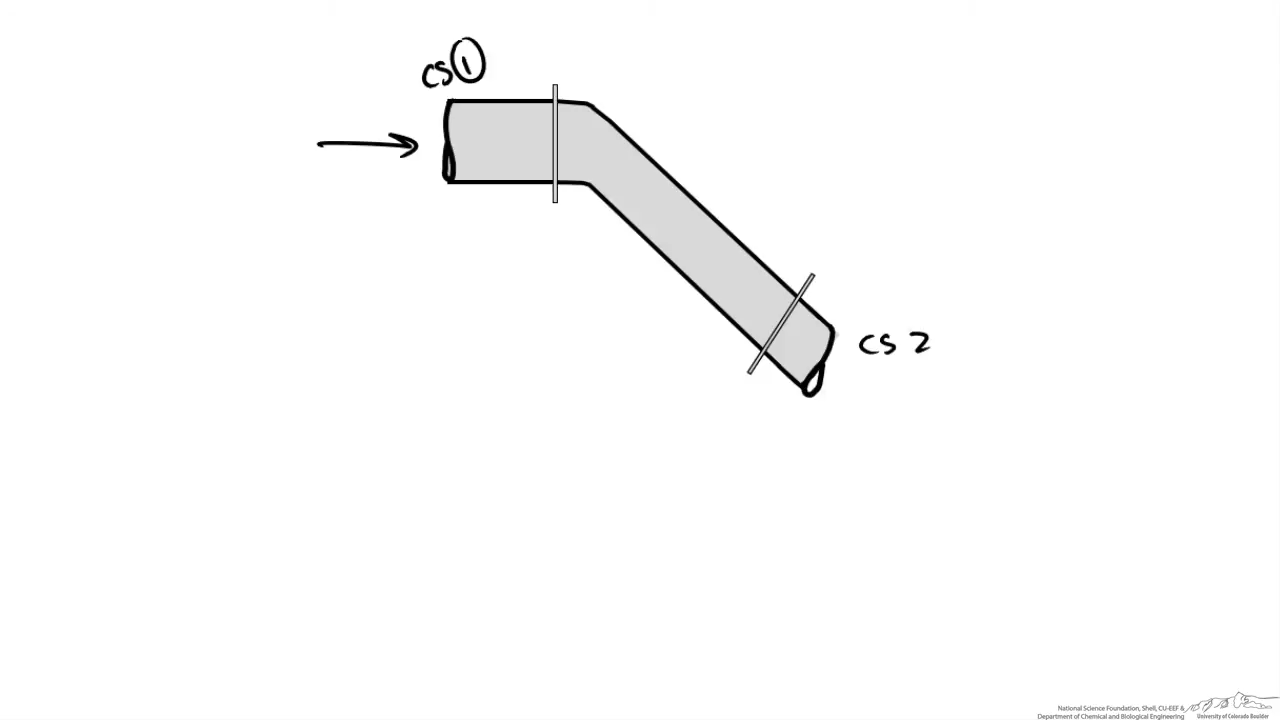 cs①
cs 2
National Science Foundation, Shell, CU-EEF &
Department of Chemical and Biological Engineering
University of Colorado Boulder